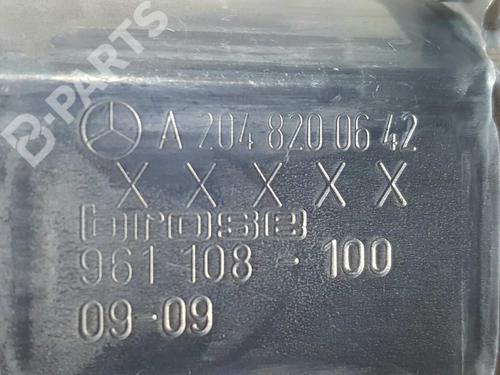 B-PARTS
A 204 820 06 42
X X X X X
brose
961 108 - 100
09-09